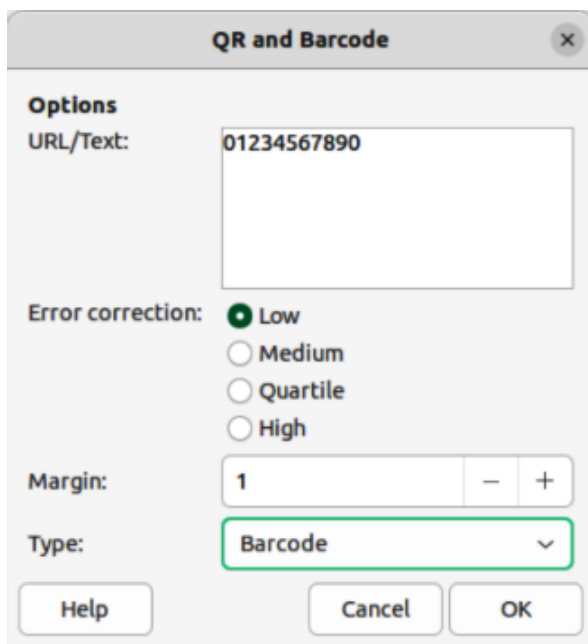 QR and Barcode
Options
URL/Text: 01234567890
Error correction: Low
Medium
Quartile
High
Margin: 1
Type: Barcode
Help Cancel OK